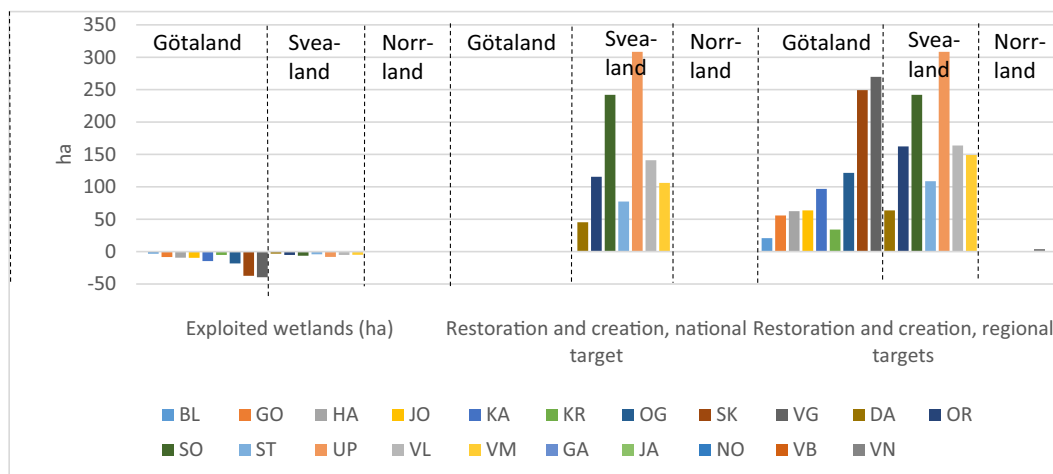 350
300
250
200
150
100
50
0
-50
ha
Götaland Svea-land Norr-land Götaland Svea-land Norr-land Götaland Svea-land Norr-land
Exploited wetlands (ha)
Restoration and creation, national
target
Restoration and creation, regional
targets
BL GO HA JO KA KR OG SK VG DA OR
SO ST UP VL VM GA JA NO VB VN